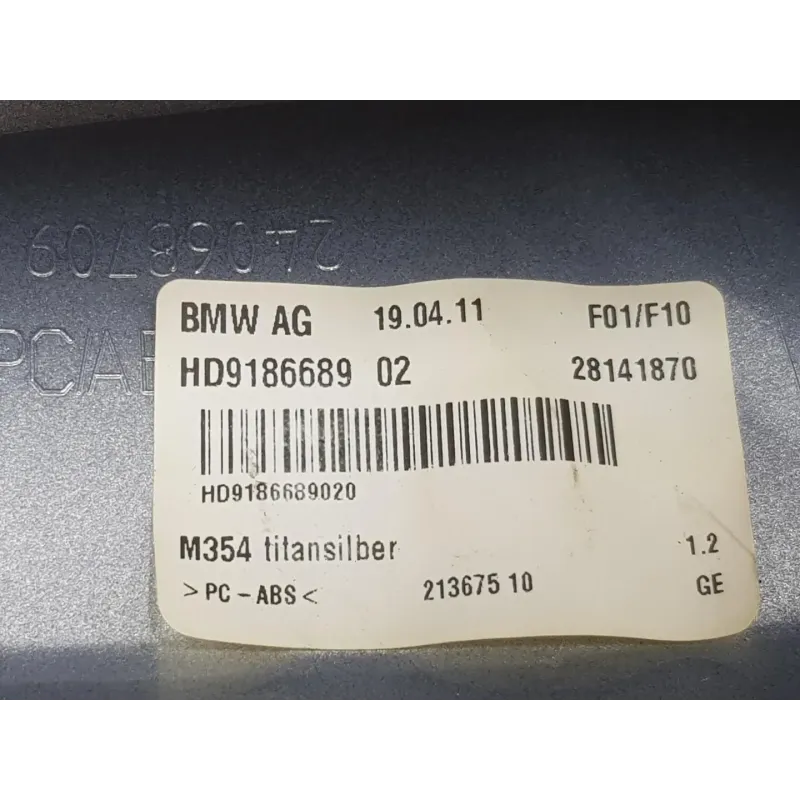 24068709
PC/AB
BMW AG 19.04.11 F01/F10
HD9186689 02 28141870
HD9186689020
M354 titansilber 1.2
>PC-ABS< 213675 10 GE